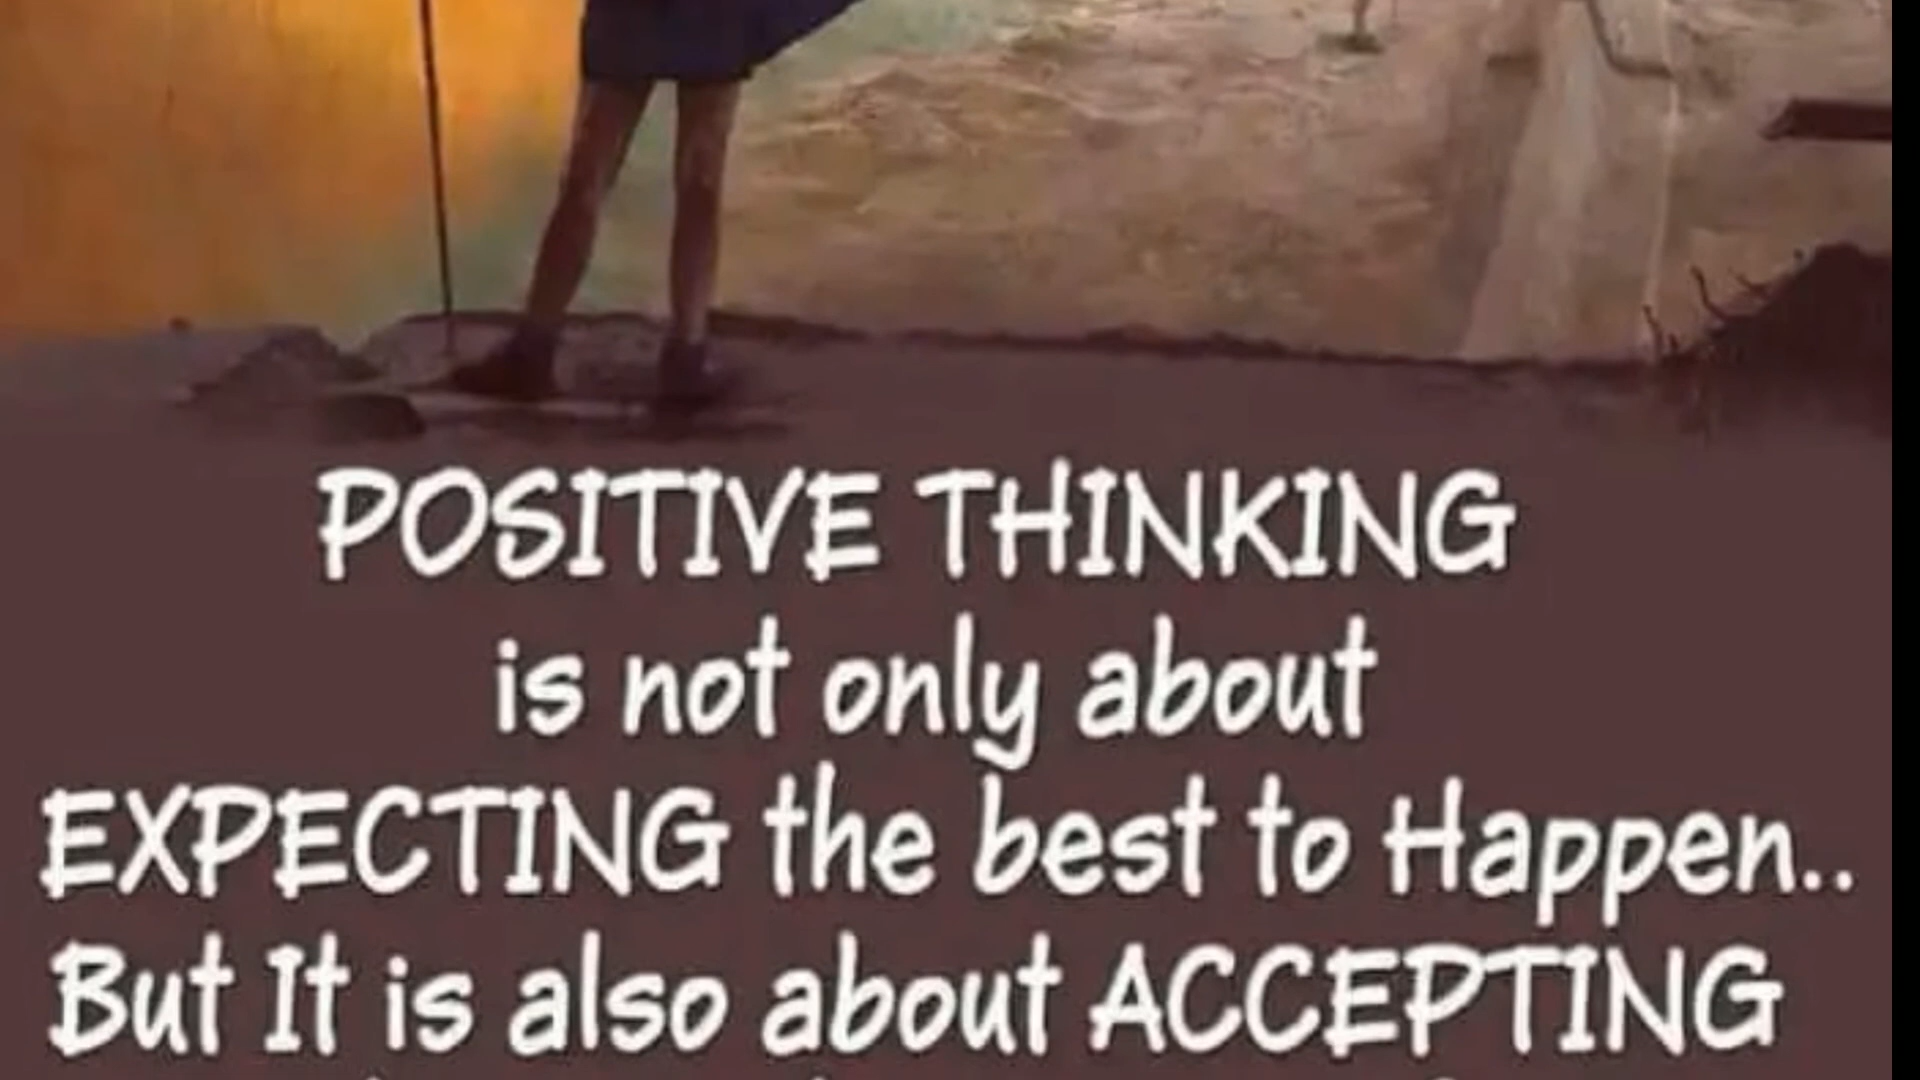 POSITIVE THINKING
is not only about
EXPECTING the best to Happen..
But It is also about ACCEPTING